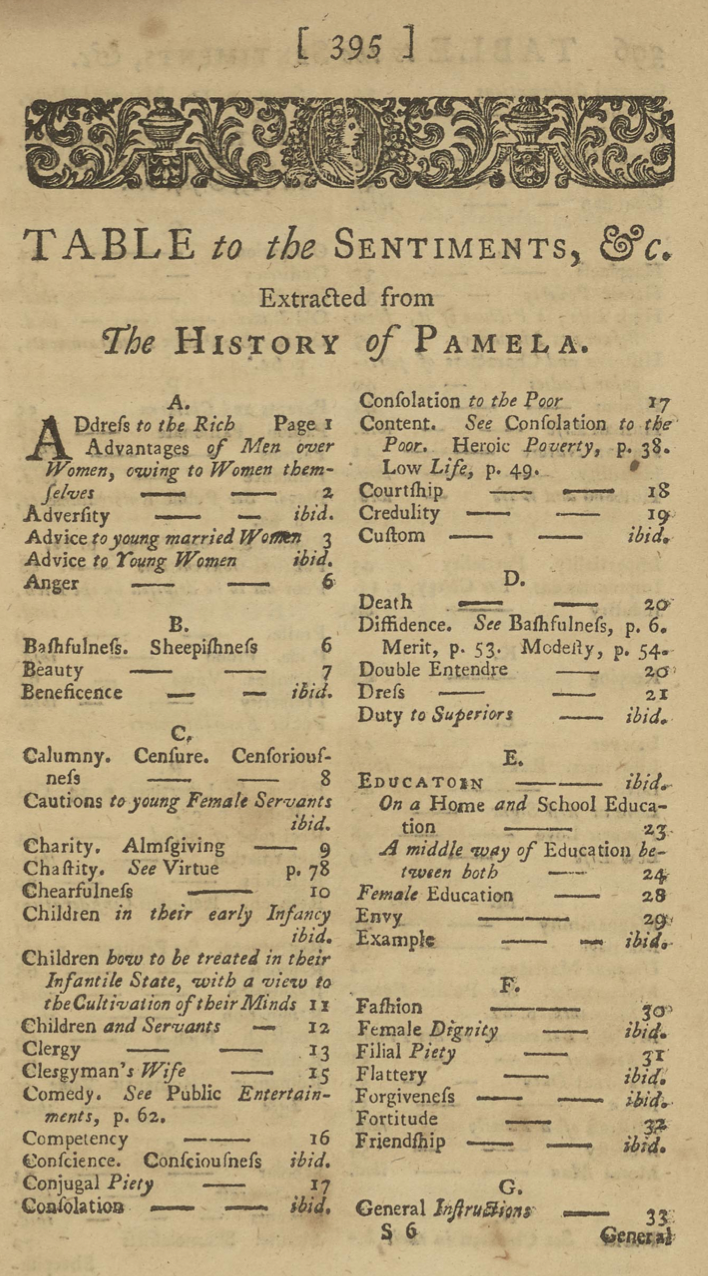 [ 395 ]
TABLE to the SENTIMENTS, &c.
Extracted from
The HISTORY of PAMELA.
A.
ADdreſs to the Rich Page 1
Advantages of Men over
Women, owing to Women them-
ſelves — — 2
Adverſity — — ibid.
Advice to young married Women 3
Advice to Young Women ibid.
Anger — — 6
B.
Baſhfulneſs. Sheepiſhneſs 6
Beauty — — 7
Beneficence — — ibid.
C.
Calumny. Cenſure. Cenſoriouſ-
neſs — — 8
Cautions to young Female Servants
ibid.
Charity. Almſgiving — 9
Chaſtity. See Virtue p. 78
Chearfulneſs — 10
Children in their early Infancy
ibid.
Children how to be treated in their
Infantile State, with a view to
the Cultivation of their Minds 11
Children and Servants — 12
Clergy — — 13
Clergyman's Wife — 15
Comedy. See Public Entertain-
ments, p. 62.
Competency — — 16
Conſcience. Conſciouſneſs ibid.
Conjugal Piety — 17
Conſolation — — ibid.
Conſolation to the Poor 17
Content. See Conſolation to the
Poor. Heroic Poverty, p. 38.
Low Life, p. 49.
Courtſhip — — 18
Credulity — — 19
Cuſtom — — ibid.
D.
Death — — 20
Diffidence. See Baſhfulneſs, p. 6.
Merit, p. 53. Modeſty, p. 54.
Double Entendre — 20
Dreſs — — 21
Duty to Superiors — ibid.
E.
EDUCATOIN — — ibid.
On a Home and School Educa-
tion — 23
A middle way of Education be-
tween both — 24
Female Education — 28
Envy — — 29
Example — — ibid.
F.
Faſhion — — 30
Female Dignity — ibid.
Filial Piety — 31
Flattery — ibid.
Forgiveneſs — — ibid.
Fortitude — 32
Friendſhip — — ibid.
G.
General Inſtructions — 33
S 6 General